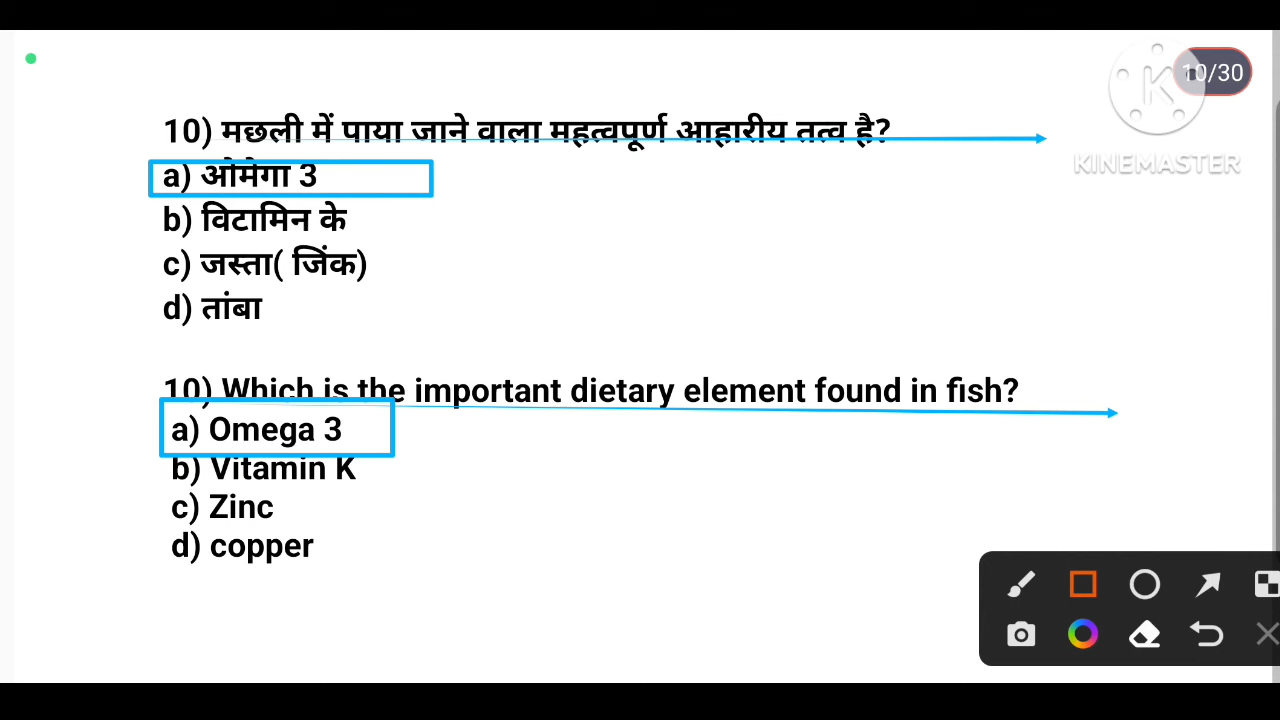 10/30
KINEMASTER
10) मछली में पाया जाने वाला महत्वपूर्ण आहारीय तत्व है?
a) ओमेगा 3
b) विटामिन के
c) जस्ता( जिंक)
d) तांबा
10) Which is the important dietary element found in fish?
a) Omega 3
b) Vitamin K
c) Zinc
d) copper